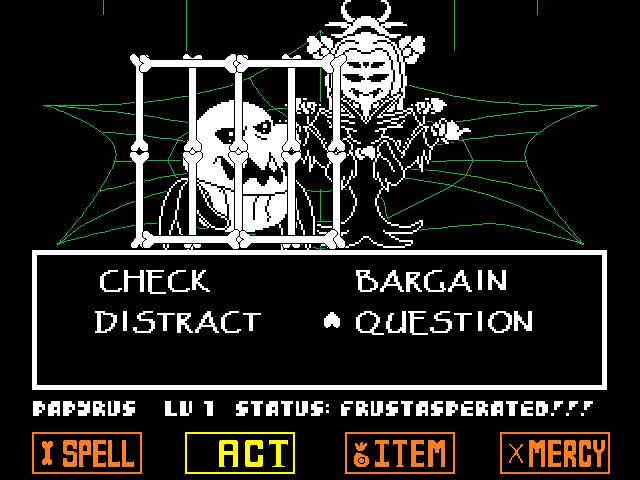 CHECK BARGAIN
DISTRACT QUESTION
PAPYRUS LV 1 STATUS: FRUSTASPERATED!!!
SPELL ACT ITEM MERCY